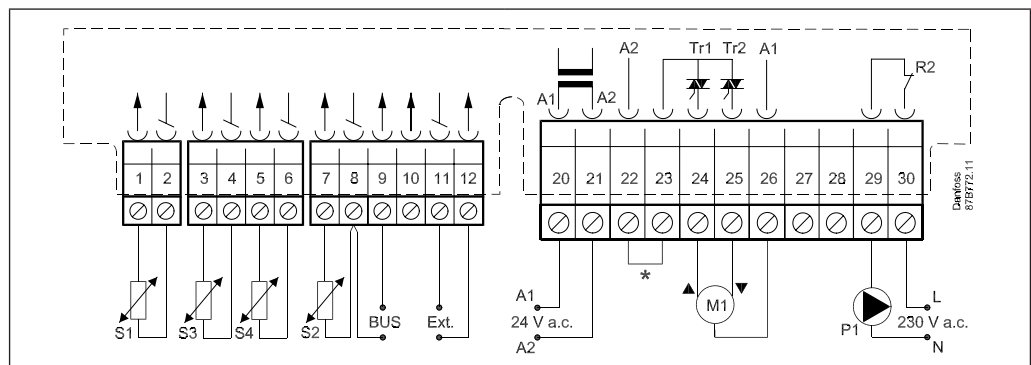 A2 Tr1 Tr2 A1
R2
A1 A2
1 2 3 4 5 6 7 8 9 10 11 12
20 21 22 23 24 25 26 27 28 29 30
Danfoss
87B772.11
*
A1
24 V a.c.
A2
M1
P1
L
230 V a.c.
N
S1 S3 S4 S2
BUS Ext.